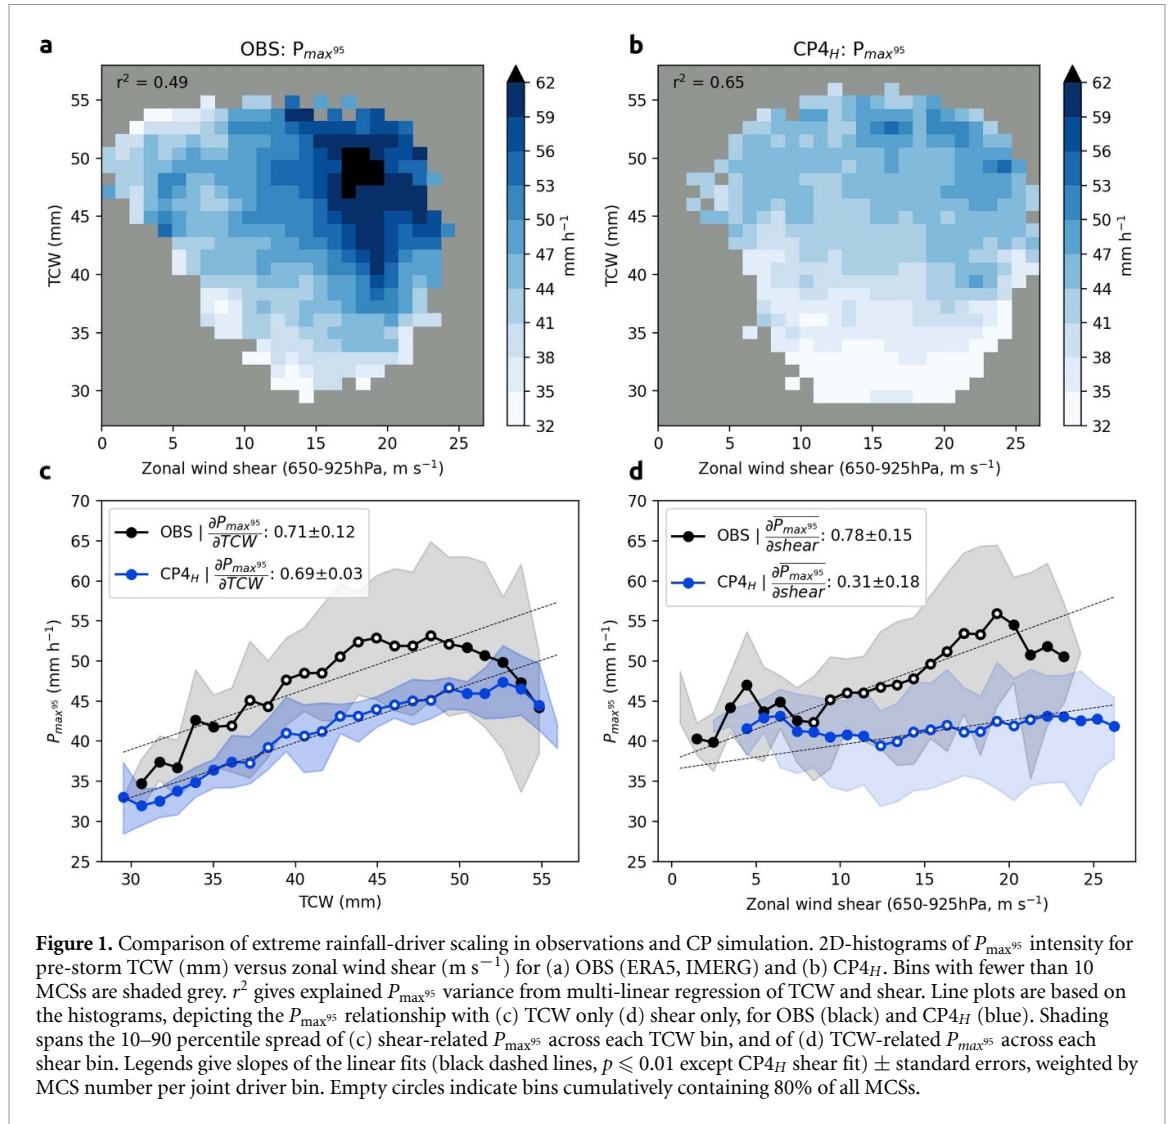 a
OBS: Pmax95
r² = 0.49
55
50
45
40
35
30
TCW (mm)
0 5 10 15 20 25
Zonal wind shear (650-925hPa, m s⁻¹)
62
59
56
53
50
47
44
41
38
35
32
mm h⁻¹
b
CP4H: Pmax95
r² = 0.65
55
50
45
40
35
30
TCW (mm)
0 5 10 15 20 25
Zonal wind shear (650-925hPa, m s⁻¹)
62
59
56
53
50
47
44
41
38
35
32
mm h⁻¹
c
70
65
60
55
50
45
40
35
30
25
Pmax95 (mm h⁻¹)
OBS | ∂Pmax95/∂TCW: 0.71±0.12
CP4H | ∂Pmax95/∂TCW: 0.69±0.03
30 35 40 45 50 55
TCW (mm)
d
70
65
60
55
50
45
40
35
30
25
Pmax95 (mm h⁻¹)
OBS | ∂Pmax95/∂shear: 0.78±0.15
CP4H | ∂Pmax95/∂shear: 0.31±0.18
0 5 10 15 20 25
Zonal wind shear (650-925hPa, m s⁻¹)
Figure 1. Comparison of extreme rainfall-driver scaling in observations and CP simulation. 2D-histograms of Pmax95 intensity for
pre-storm TCW (mm) versus zonal wind shear (m s⁻¹) for (a) OBS (ERA5, IMERG) and (b) CP4H. Bins with fewer than 10
MCSs are shaded grey. r² gives explained Pmax95 variance from multi-linear regression of TCW and shear. Line plots are based on
the histograms, depicting the Pmax95 relationship with (c) TCW only (d) shear only, for OBS (black) and CP4H (blue). Shading
spans the 10–90 percentile spread of (c) shear-related Pmax95 across each TCW bin, and of (d) TCW-related Pmax95 across each
shear bin. Legends give slopes of the linear fits (black dashed lines, p ⩽ 0.01 except CP4H shear fit) ± standard errors, weighted by
MCS number per joint driver bin. Empty circles indicate bins cumulatively containing 80% of all MCSs.